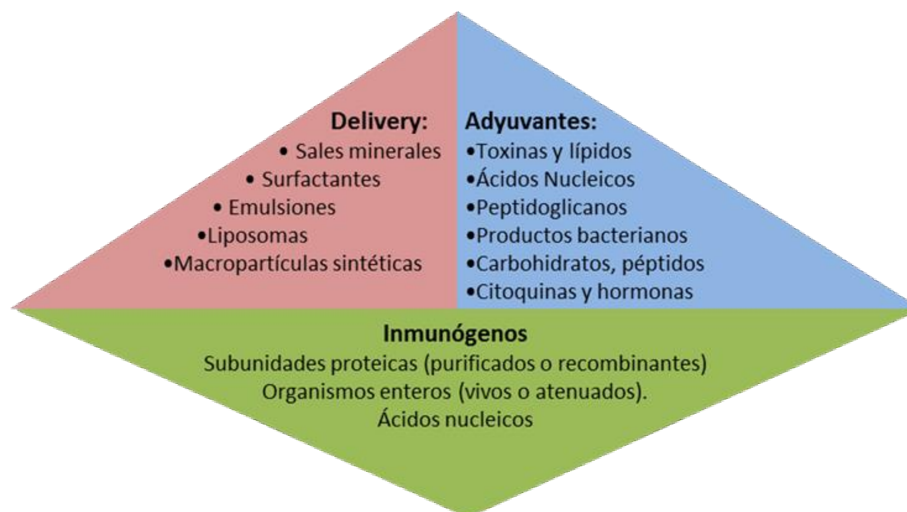 Delivery:
• Sales minerales
• Surfactantes
• Emulsiones
•Liposomas
•Macropartículas sintéticas
Adyuvantes:
•Toxinas y lípidos
•Ácidos Nucleicos
•Peptidoglicanos
•Productos bacterianos
•Carbohidratos, péptidos
•Citoquinas y hormonas
Inmunógenos
Subunidades proteicas (purificados o recombinantes)
Organismos enteros (vivos o atenuados).
Ácidos nucleicos